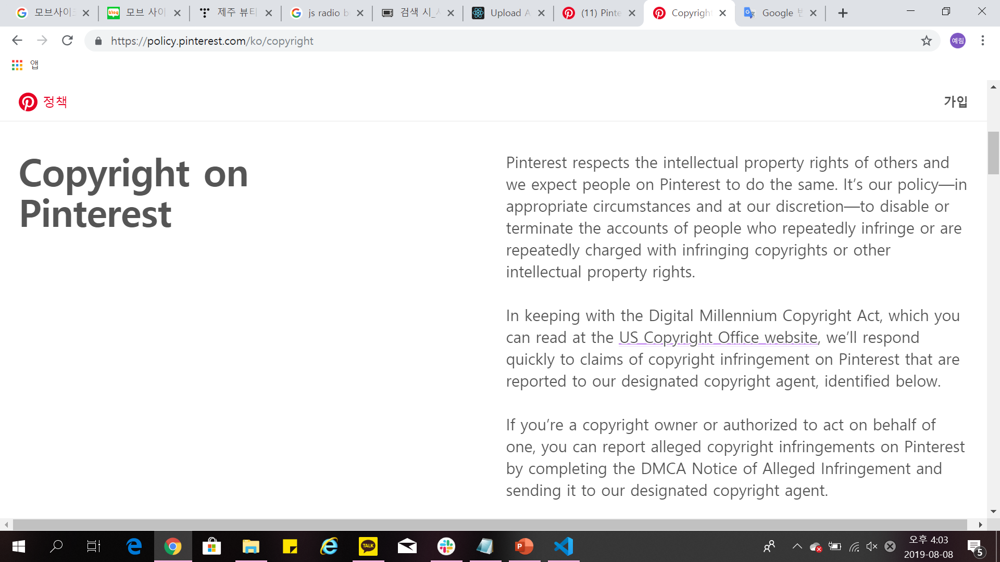 모브사이
모브 사이
제주 뷰티
js radio b
검색 시_
Upload A
(11) Pinte
Copyright
Google 번
https://policy.pinterest.com/ko/copyright
예림
앱
정책
가입
Copyright on
Pinterest
Pinterest respects the intellectual property rights of others and
we expect people on Pinterest to do the same. It’s our policy—in
appropriate circumstances and at our discretion—to disable or
terminate the accounts of people who repeatedly infringe or are
repeatedly charged with infringing copyrights or other
intellectual property rights.
In keeping with the Digital Millennium Copyright Act, which you
can read at the US Copyright Office website, we’ll respond
quickly to claims of copyright infringement on Pinterest that are
reported to our designated copyright agent, identified below.
If you’re a copyright owner or authorized to act on behalf of
one, you can report alleged copyright infringements on Pinterest
by completing the DMCA Notice of Alleged Infringement and
sending it to our designated copyright agent.
TALK
오후 4:03
2019-08-08
5